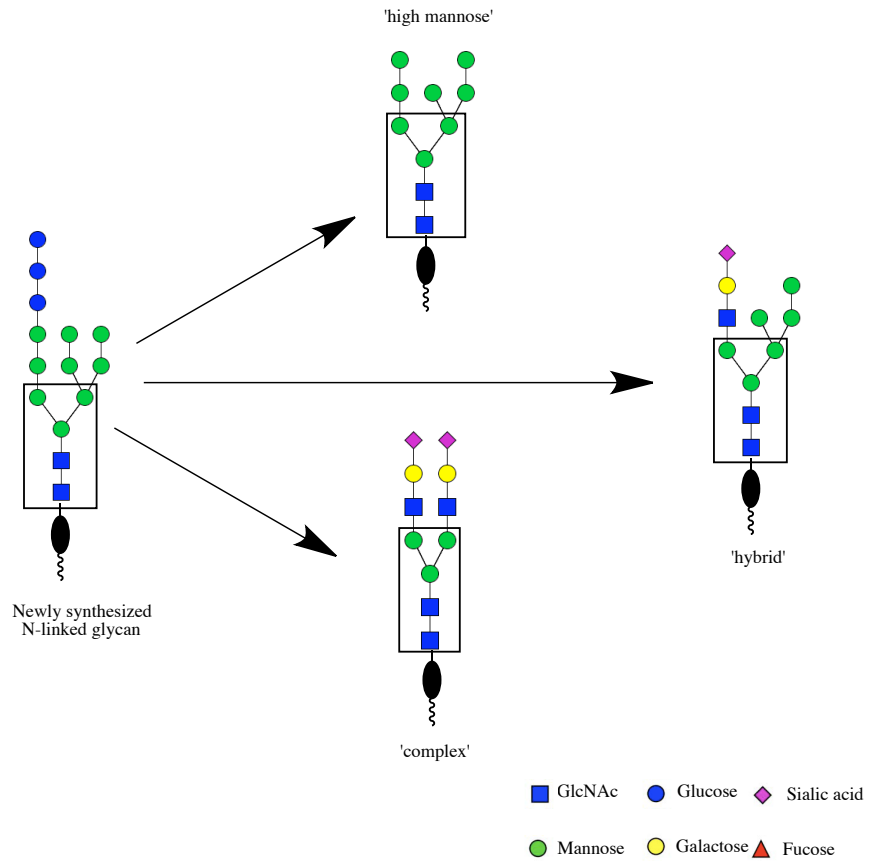 'high mannose'
Newly synthesized
N-linked glycan
'hybrid'
'complex'
GlcNAc
Glucose
Sialic acid
Mannose
Galactose
Fucose